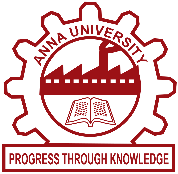 ANNA UNIVERSITY
PROGRESS THROUGH KNOWLEDGE